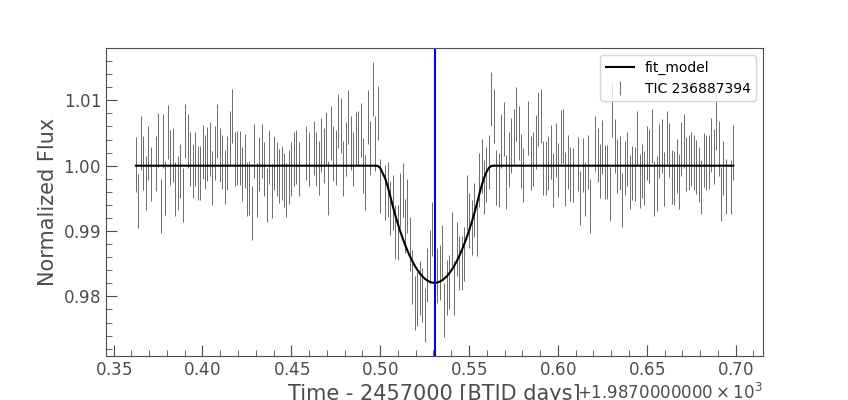 fit_model
TIC 236887394
Normalized Flux
1.01
1.00
0.99
0.98
0.35 0.40 0.45 0.50 0.55 0.60 0.65 0.70
Time - 2457000 [BTJD days]
+1.9870000000 × 10³